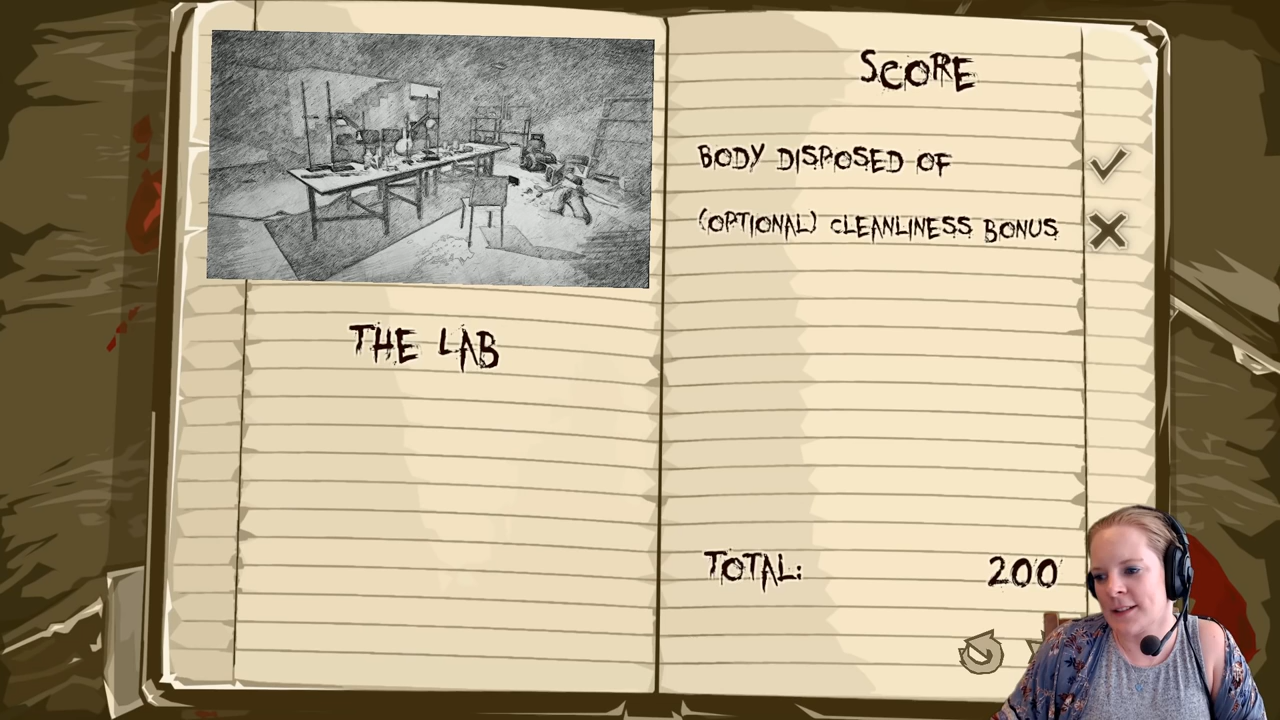 THE LAB
SCORE
BODY DISPOSED OF
(OPTIONAL) CLEANLINESS BONUS
TOTAL: 200